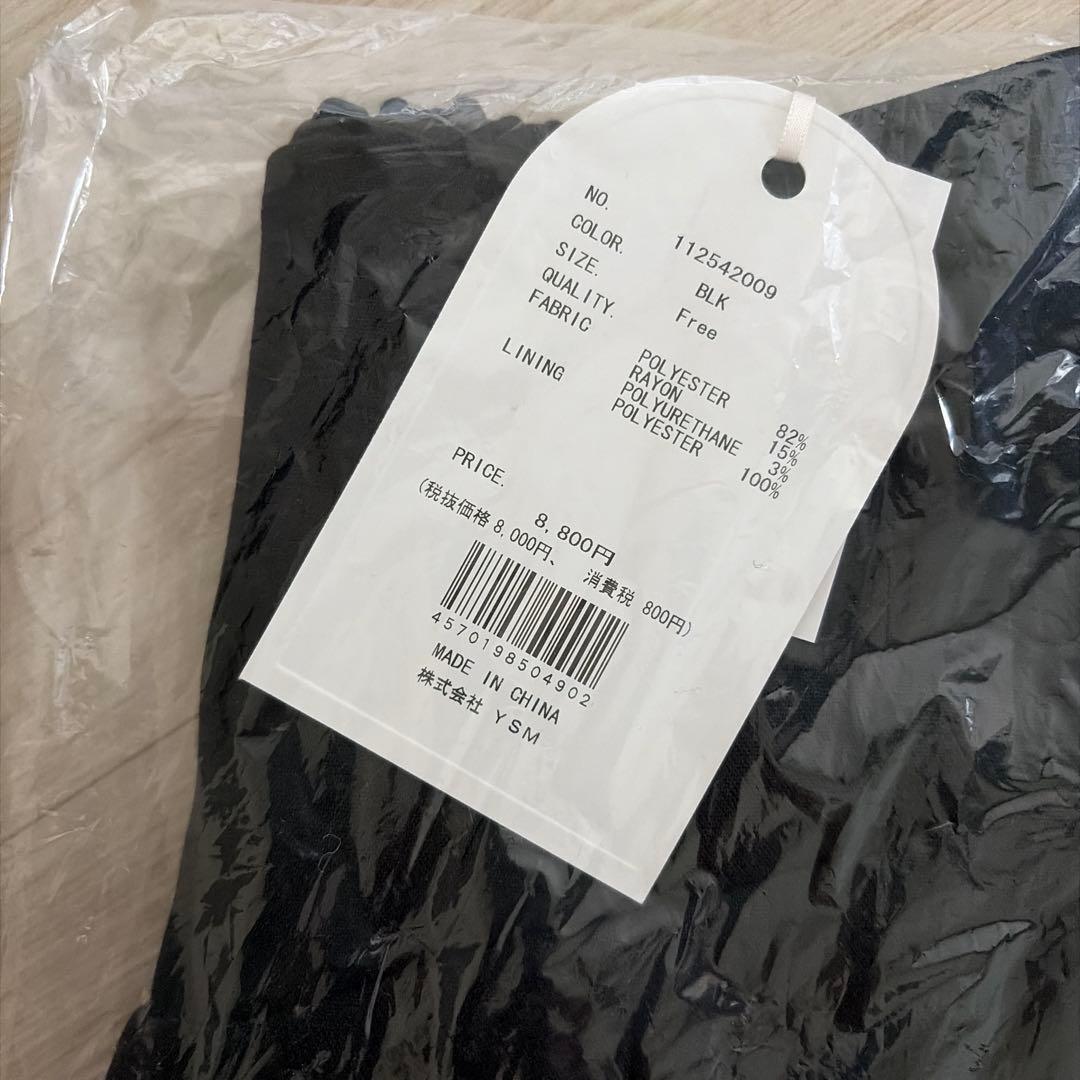 NO. 112542009
COLOR. BLK
SIZE. Free
QUALITY.
FABRIC POLYESTER 82%
RAYON 15%
POLYURETHANE 3%
LINING POLYESTER 100%
PRICE. 8,800円
(税抜価格 8,000円、 消費税 800円)
4570198504902
MADE IN CHINA
株式会社 YSM